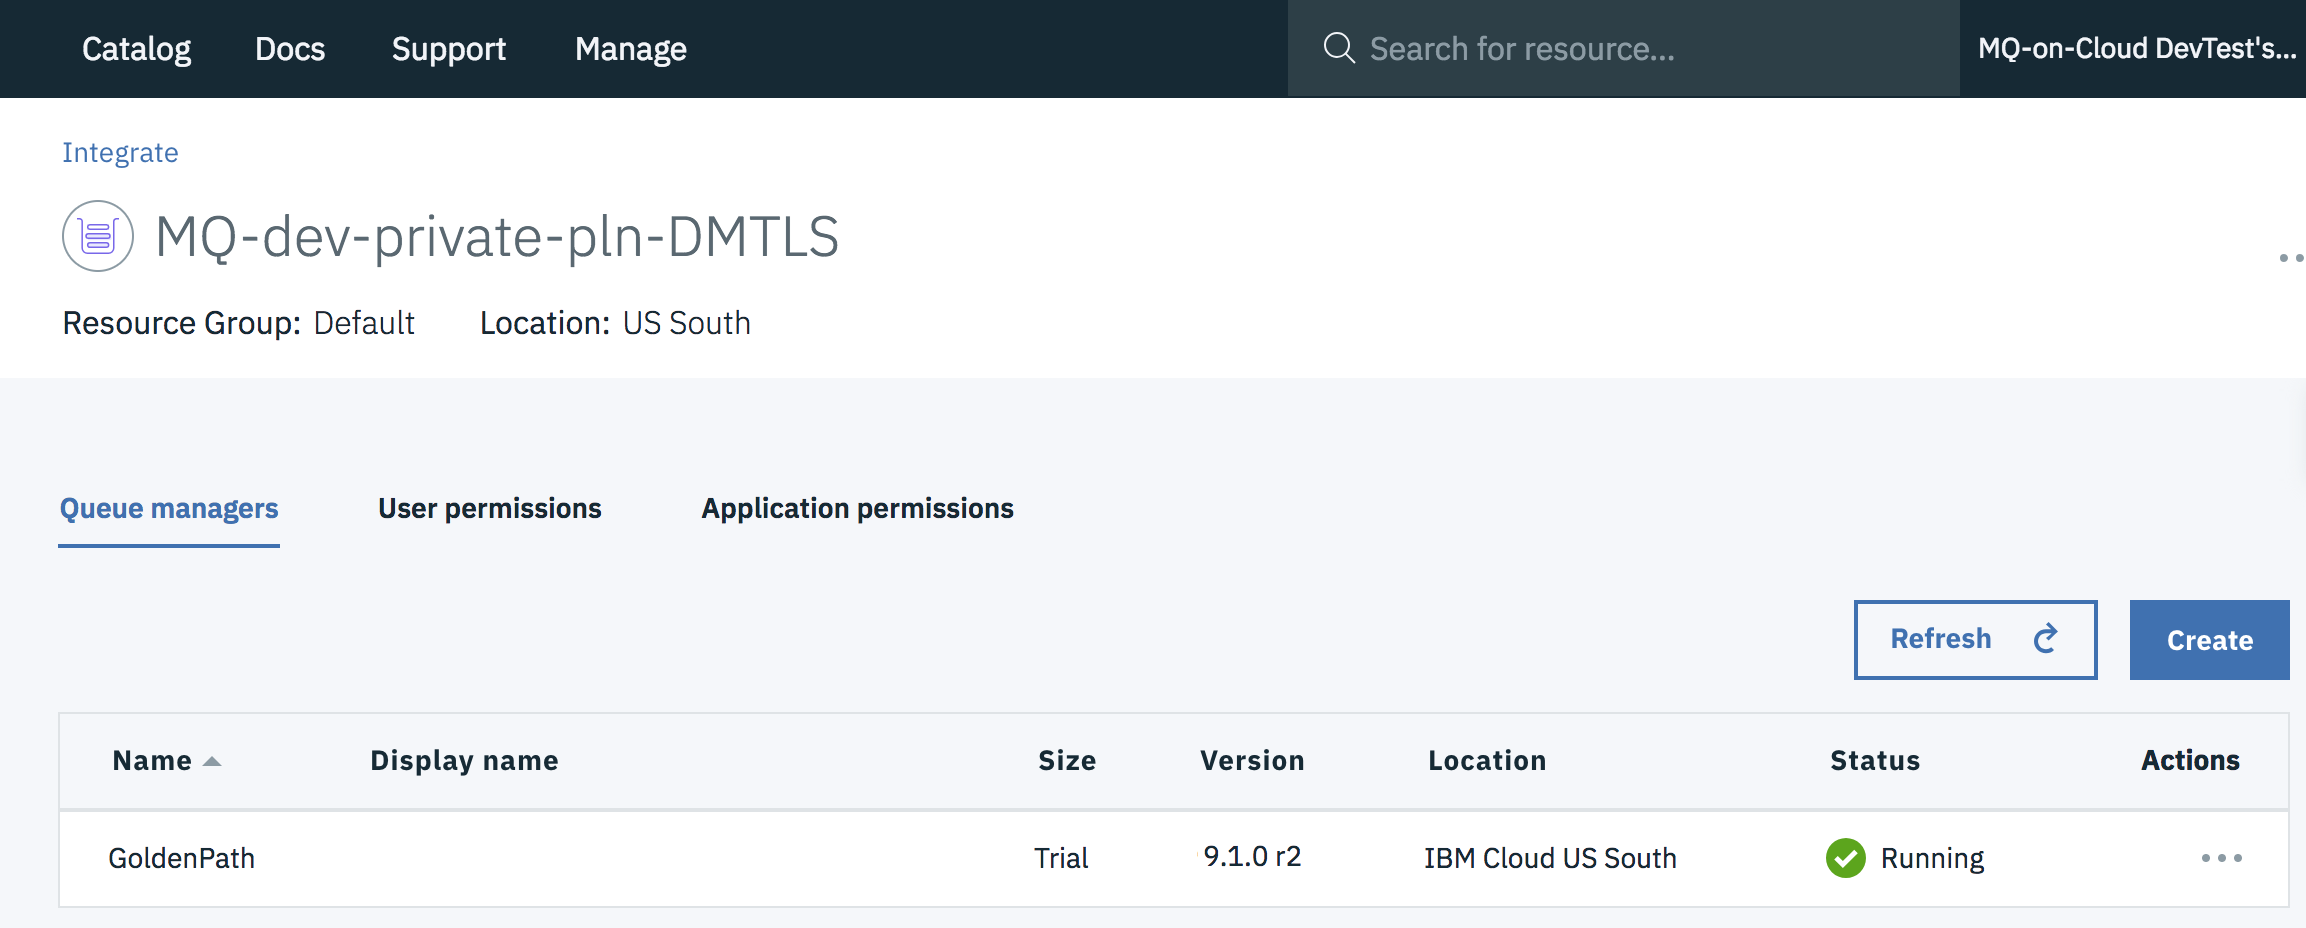 Catalog Docs Support Manage Search for resource... MQ-on-Cloud DevTest's...
Integrate
MQ-dev-private-pln-DMTLS
Resource Group: Default Location: US South
Queue managers User permissions Application permissions
Refresh Create
Name Display name Size Version Location Status Actions
GoldenPath Trial 9.1.0 r2 IBM Cloud US South Running